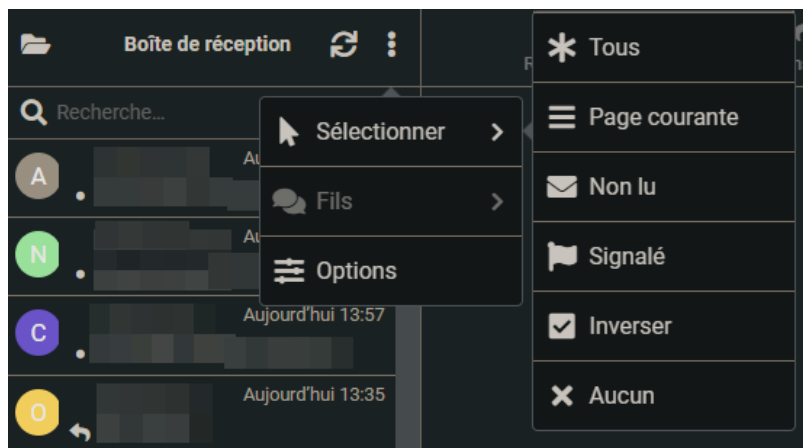 Boîte de réception
Recherche...
A
N
C
O
Aujourd'hui 13:57
Aujourd'hui 13:35
Sélectionner
Fils
Options
Tous
Page courante
Non lu
Signalé
Inverser
Aucun